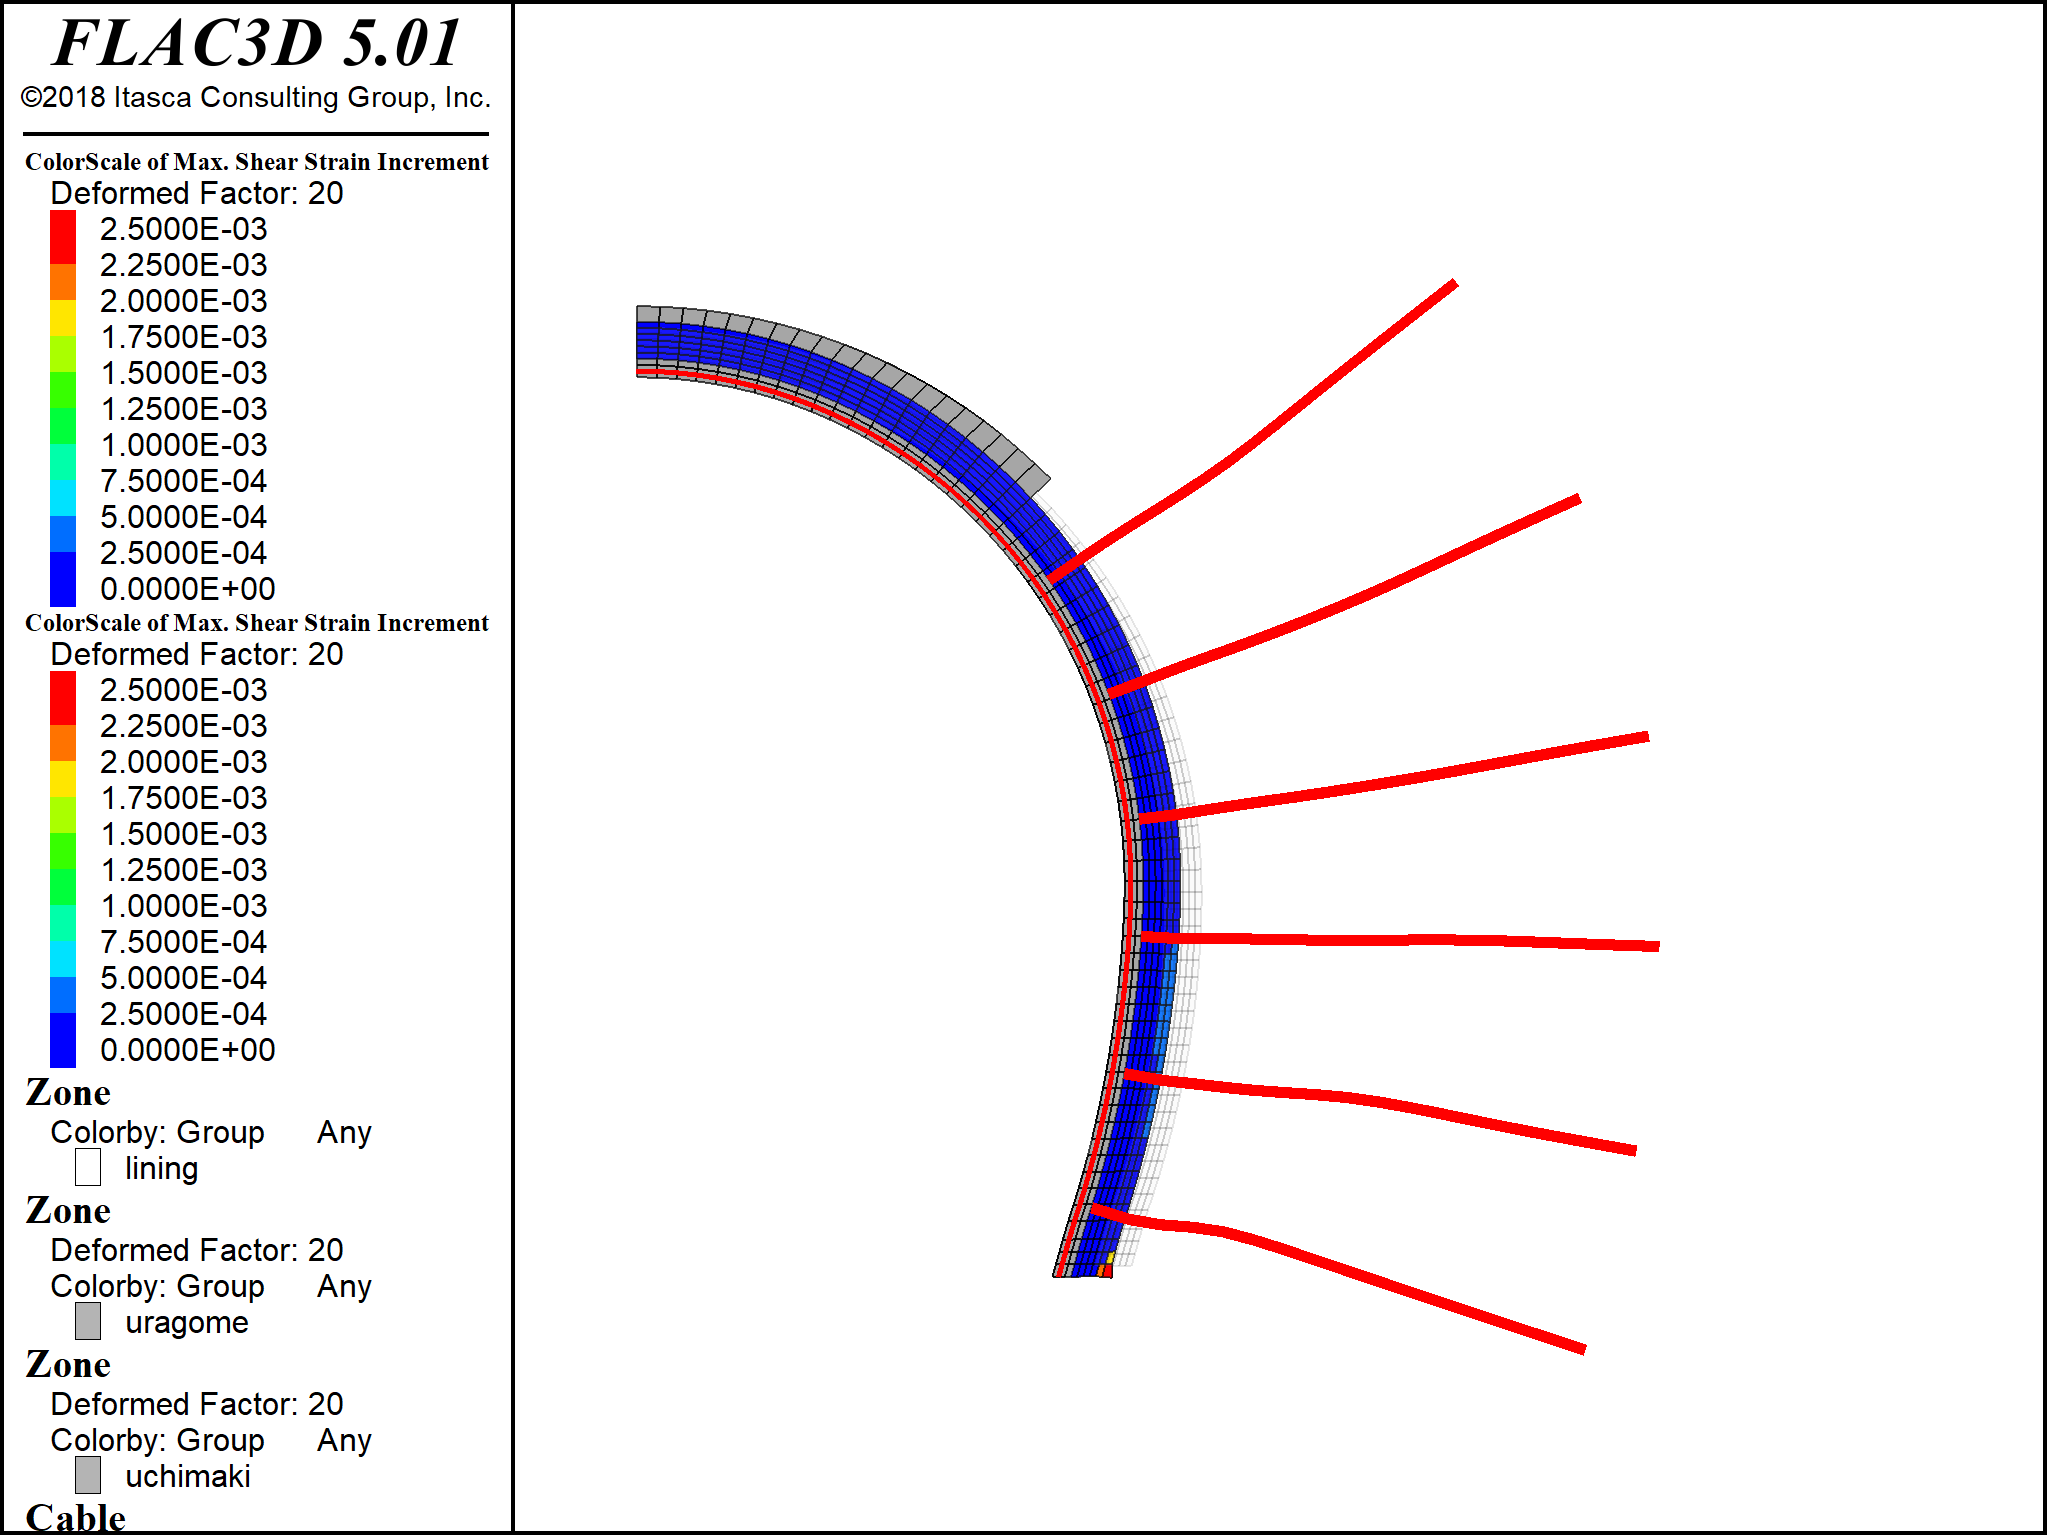 FLAC3D 5.01
©2018 Itasca Consulting Group, Inc.
ColorScale of Max. Shear Strain Increment
Deformed Factor: 20
2.5000E-03
2.2500E-03
2.0000E-03
1.7500E-03
1.5000E-03
1.2500E-03
1.0000E-03
7.5000E-04
5.0000E-04
2.5000E-04
0.0000E+00
ColorScale of Max. Shear Strain Increment
Deformed Factor: 20
2.5000E-03
2.2500E-03
2.0000E-03
1.7500E-03
1.5000E-03
1.2500E-03
1.0000E-03
7.5000E-04
5.0000E-04
2.5000E-04
0.0000E+00
Zone
Colorby: Group Any
lining
Zone
Deformed Factor: 20
Colorby: Group Any
uragome
Zone
Deformed Factor: 20
Colorby: Group Any
uchimaki
Cable